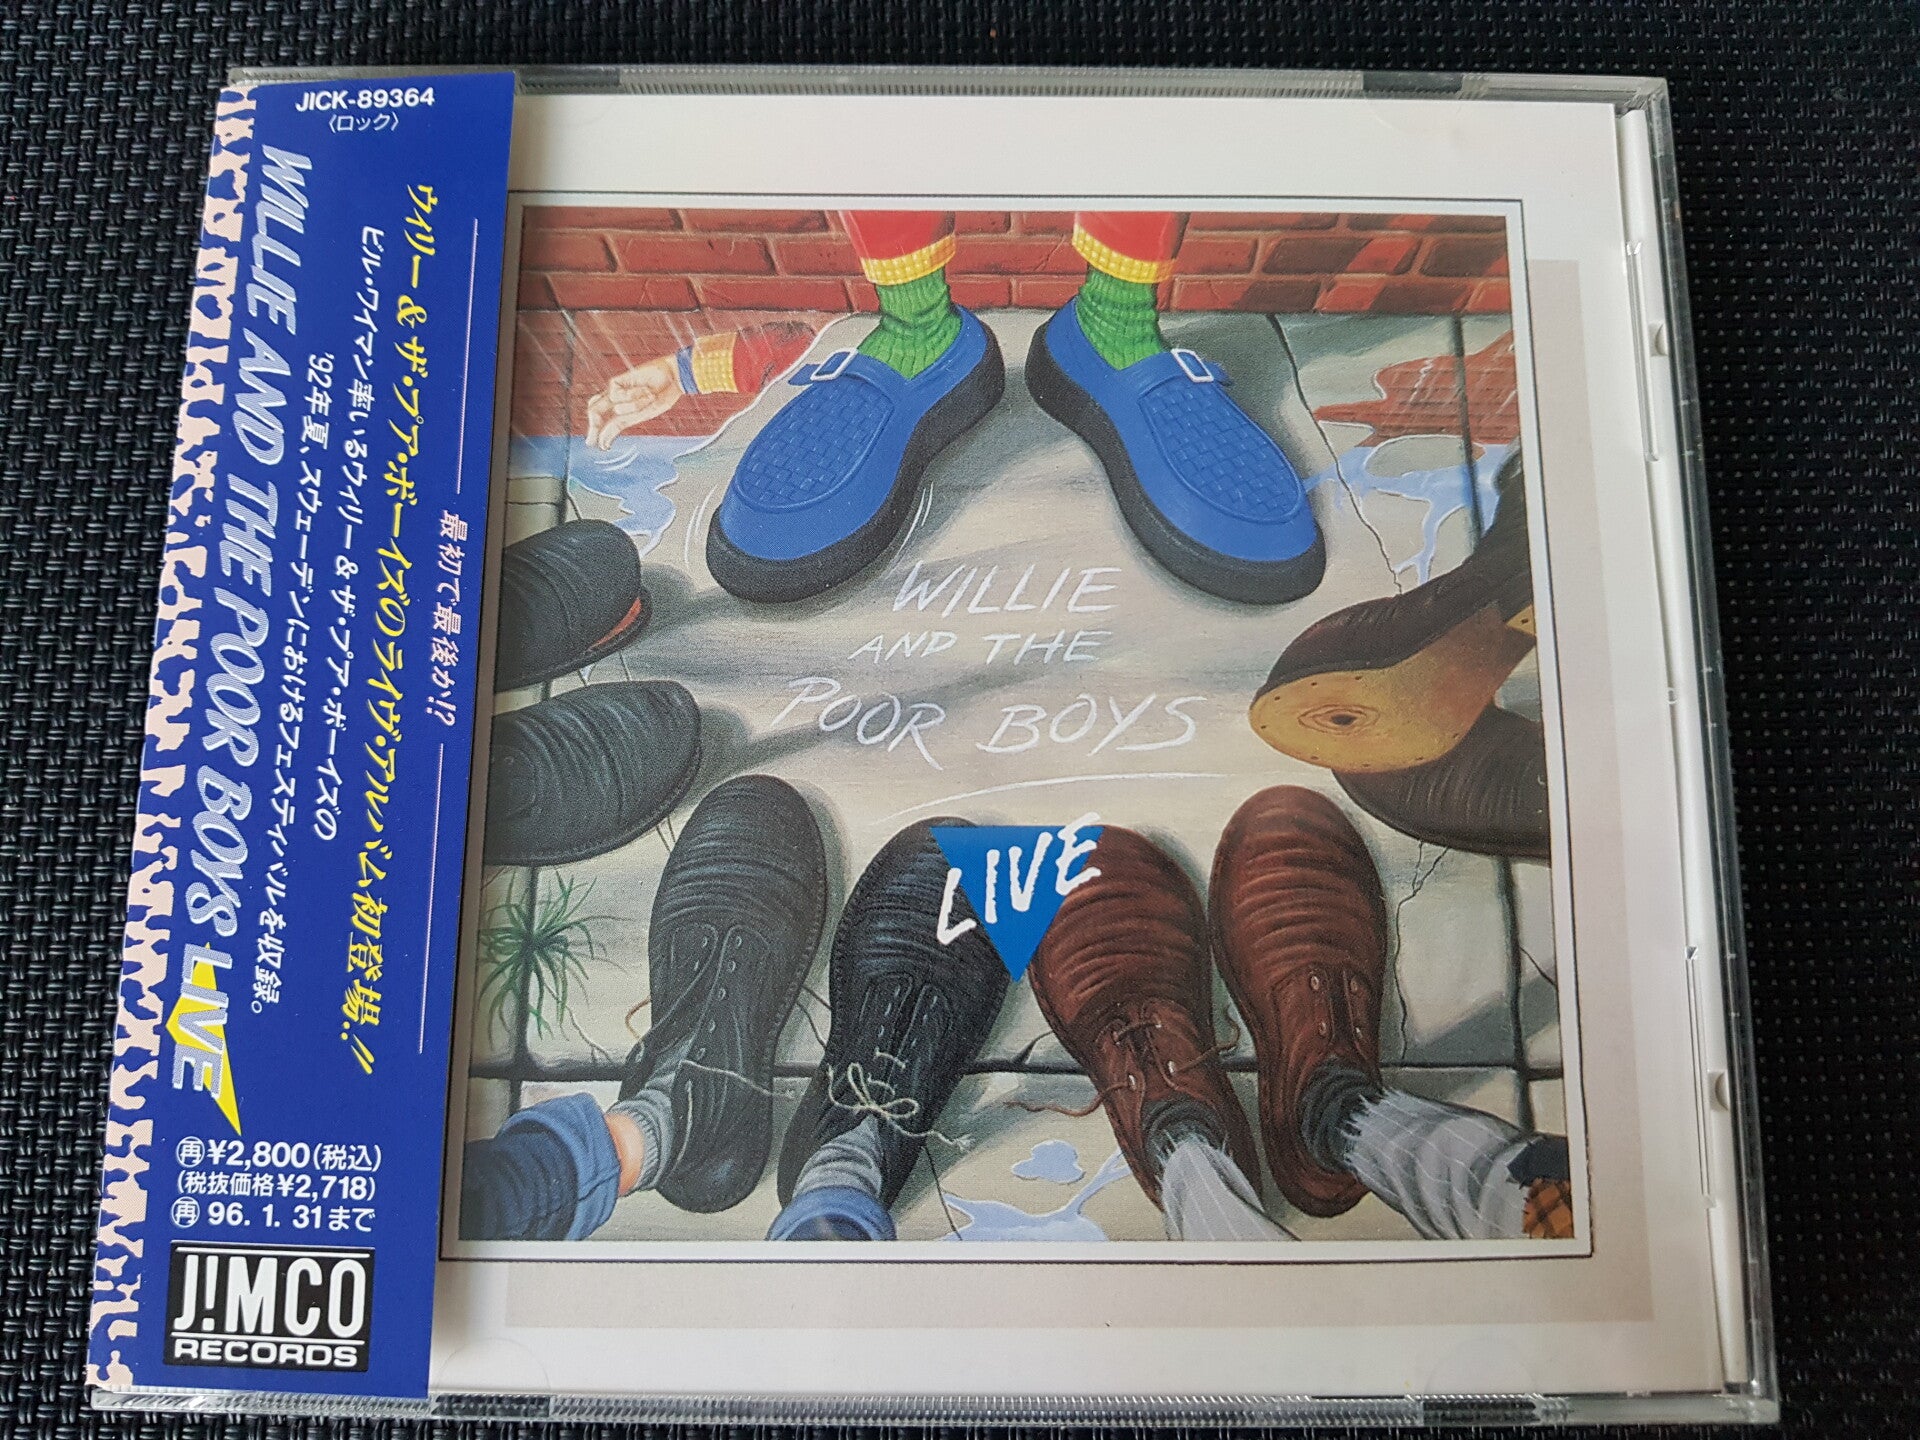 JICK-89364
〈ロック〉
最初で最後か!?
ウィリー&ザ・プア・ボーイズのライヴ・アルバム初登場!!
ビル・ワイマン率いるウィリー&ザ・プア・ボーイズの
'92年夏、スウェーデンにおけるフェスティバルを収録。
WILLIE AND THE POOR BOYS LIVE
再¥2,800(税込)
(税抜価格¥2,718)
再 96.1.31まで
J!MCO
RECORDS
WILLIE
AND THE
POOR BOYS
LIVE